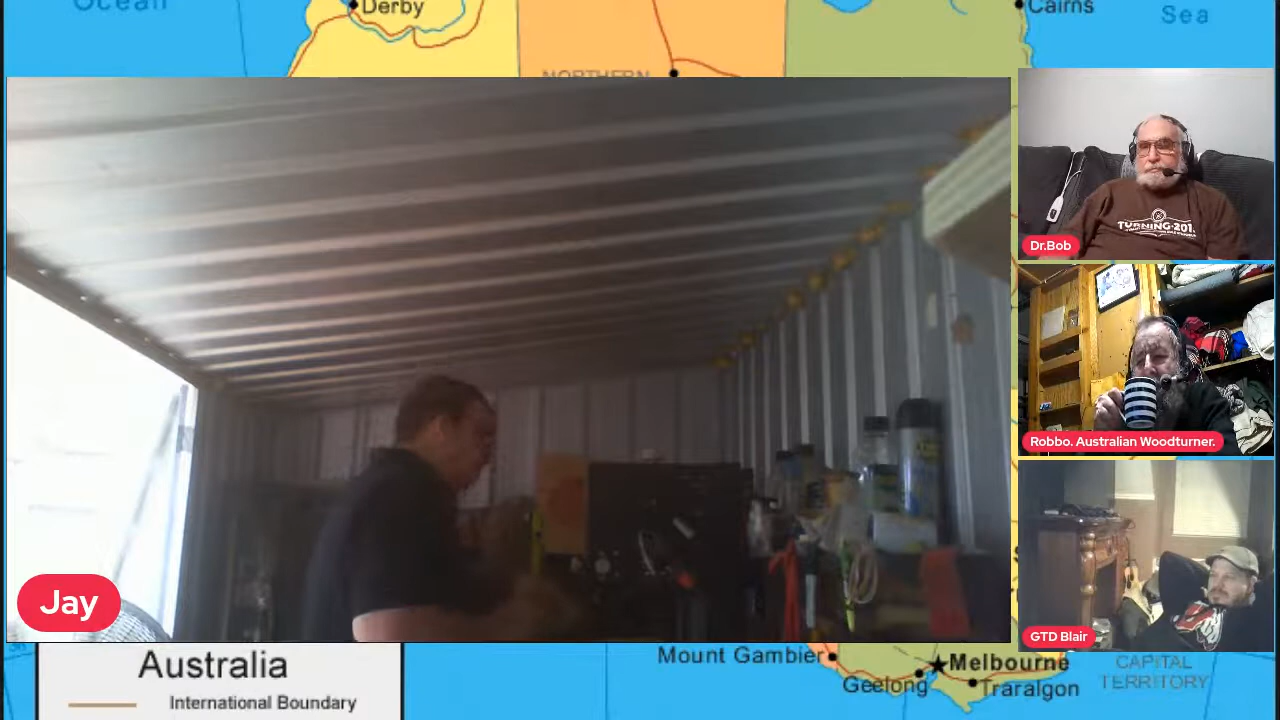 Ocean
Derby
Cairns
Sea
NORTHERN
Dr.Bob
TURNING-201
Robbo. Australian Woodturner.
GTD Blair
Jay
Australia
International Boundary
Mount Gambier
Melbourne
Geelong
Traralgon
CAPITAL
TERRITORY